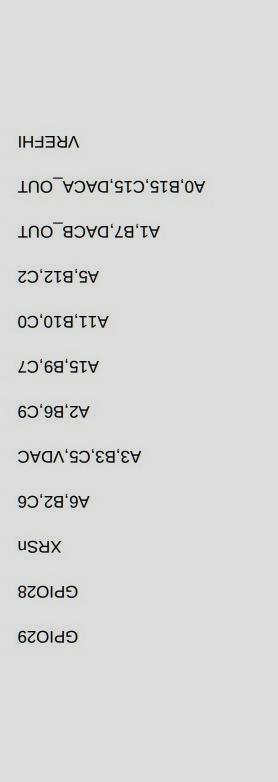 GPIO29
GPIO28
XRSn
A6,B2,C6
A3,B3,C5,VDAC
A2,B6,C9
A15,B9,C7
A11,B10,C0
A5,B12,C2
A1,B7,DACB_OUT
A0,B15,C15,DACA_OUT
VREFHI